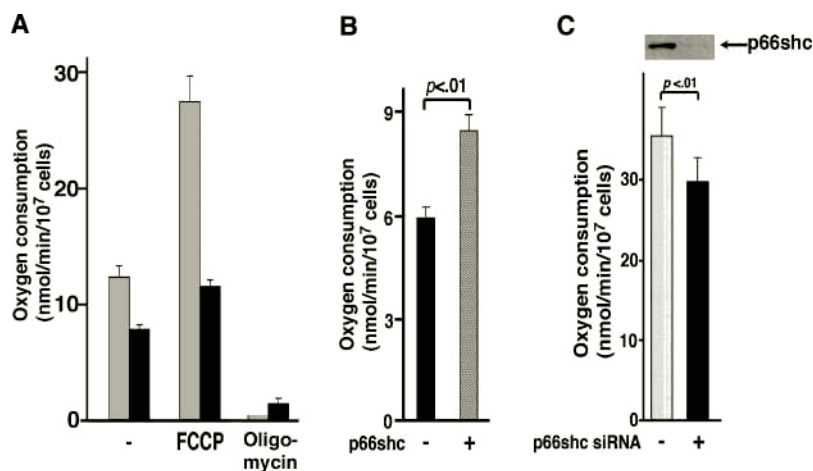 A
Oxygen consumption
(nmol/min/10⁷ cells)
30
20
10
0
-
FCCP
Oligo-
mycin
B
Oxygen consumption
(nmol/min/10⁷ cells)
p<.01
9
6
3
0
p66shc - +
C
p66shc
Oxygen consumption
(nmol/min/10⁷ cells)
p <.01
30
20
10
0
p66shc siRNA - +